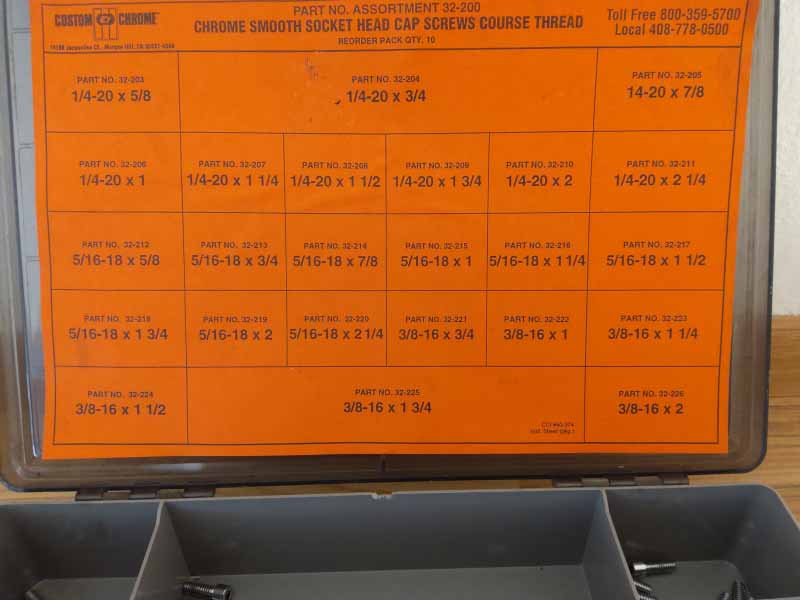 CUSTOM CHROME
PART NO. ASSORTMENT 32-200
CHROME SMOOTH SOCKET HEAD CAP SCREWS COURSE THREAD
REORDER PACK QTY. 10
Toll Free 800-359-5700
Local 408-778-0500
PART NO. 32-203
1/4-20 x 5/8
PART NO. 32-204
1/4-20 x 3/4
PART NO. 32-205
14-20 x 7/8
PART NO. 32-206
1/4-20 x 1
PART NO. 32-207
1/4-20 x 1 1/4
PART NO. 32-208
1/4-20 x 1 1/2
PART NO. 32-209
1/4-20 x 1 3/4
PART NO. 32-210
1/4-20 x 2
PART NO. 32-211
1/4-20 x 2 1/4
PART NO. 32-212
5/16-18 x 5/8
PART NO. 32-213
5/16-18 x 3/4
PART NO. 32-214
5/16-18 x 7/8
PART NO. 32-215
5/16-18 x 1
PART NO. 32-216
5/16-18 x 1 1/4
PART NO. 32-217
5/16-18 x 1 1/2
PART NO. 32-218
5/16-18 x 1 3/4
PART NO. 32-219
5/16-18 x 2
PART NO. 32-220
5/16-18 x 2 1/4
PART NO. 32-221
3/8-16 x 3/4
PART NO. 32-222
3/8-16 x 1
PART NO. 32-223
3/8-16 x 1 1/4
PART NO. 32-224
3/8-16 x 1 1/2
PART NO. 32-225
3/8-16 x 1 3/4
PART NO. 32-226
3/8-16 x 2